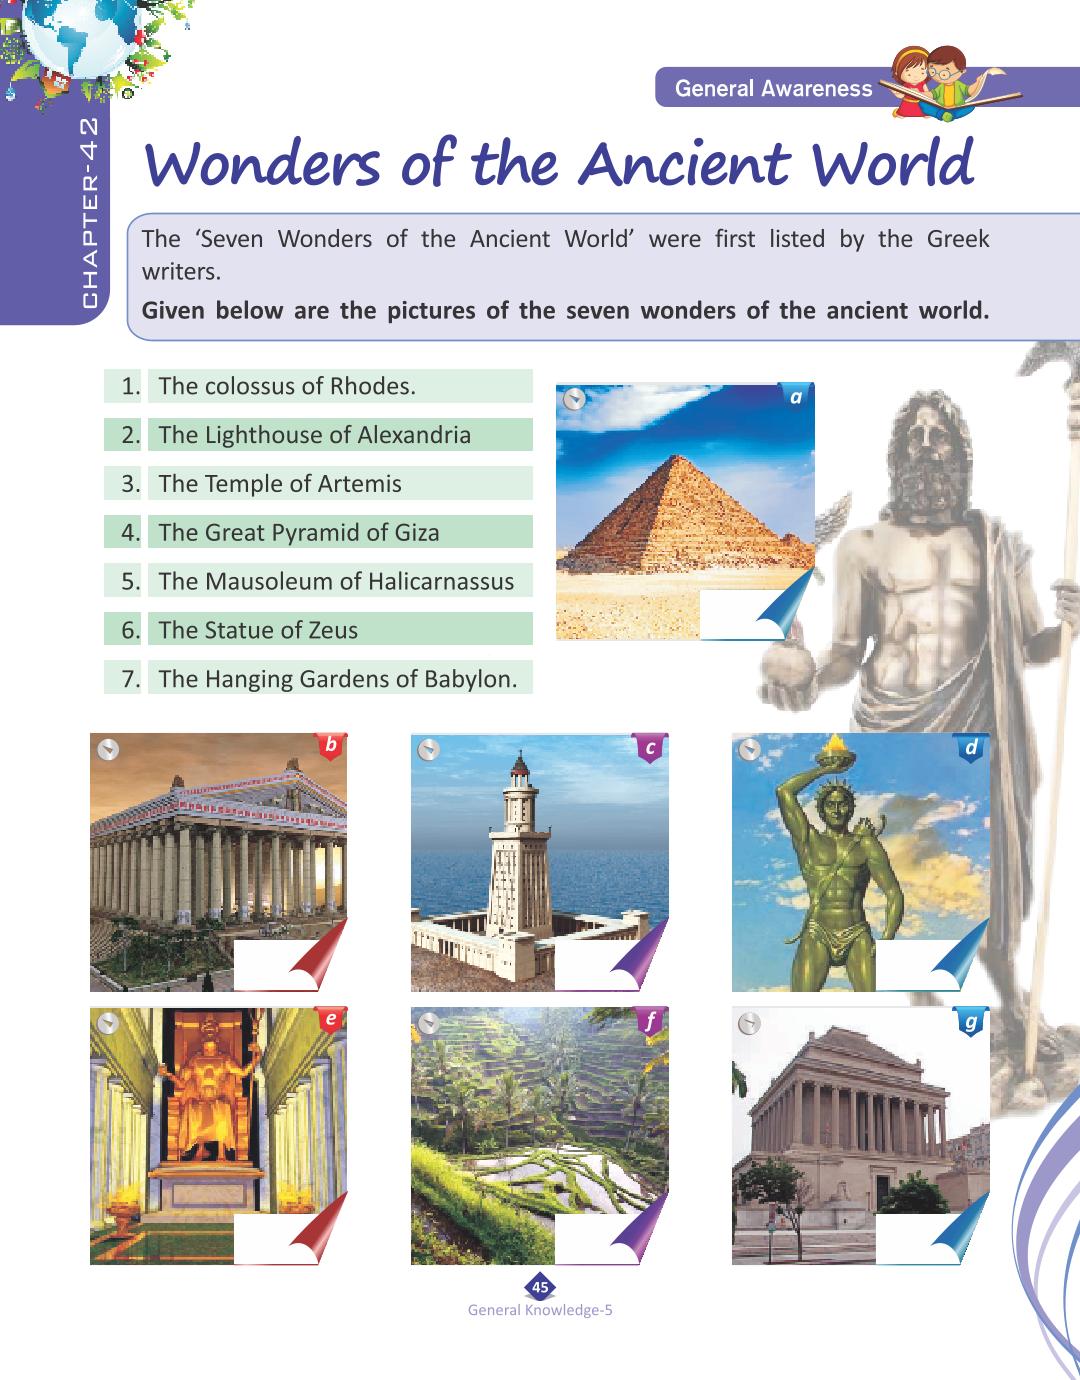 General Awareness
CHAPTER-42
Wonders of the Ancient World
The ‘Seven Wonders of the Ancient World’ were first listed by the Greek
writers.
Given below are the pictures of the seven wonders of the ancient world.
1. The colossus of Rhodes.
2. The Lighthouse of Alexandria
3. The Temple of Artemis
4. The Great Pyramid of Giza
5. The Mausoleum of Halicarnassus
6. The Statue of Zeus
7. The Hanging Gardens of Babylon.
a
b
c
d
e
f
g
45
General Knowledge-5